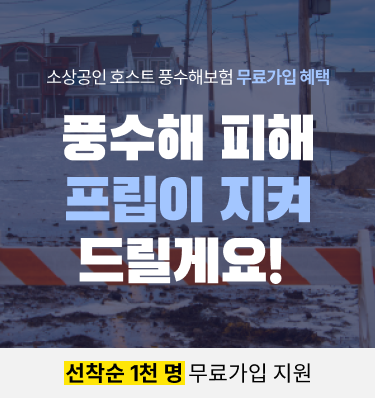 소상공인 호스트 풍수해보험 무료가입 혜택
풍수해 피해
프립이 지켜
드릴게요!
선착순 1천 명 무료가입 지원